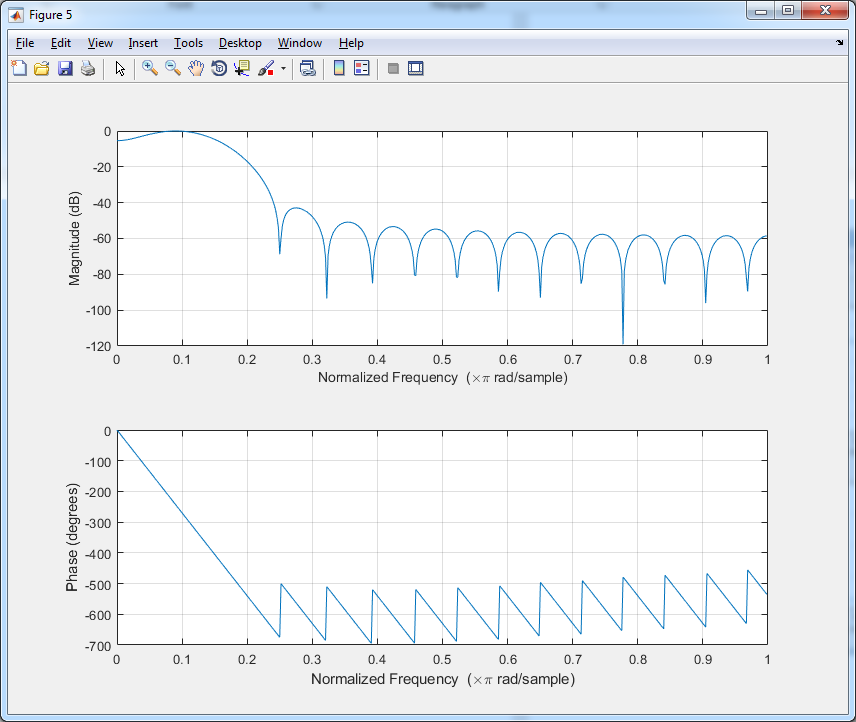 Figure 5
File Edit View Insert Tools Desktop Window Help
0
-20
-40
-60
-80
-100
-120
Magnitude (dB)
0 0.1 0.2 0.3 0.4 0.5 0.6 0.7 0.8 0.9 1
Normalized Frequency (×π rad/sample)
0
-100
-200
-300
-400
-500
-600
-700
Phase (degrees)
0 0.1 0.2 0.3 0.4 0.5 0.6 0.7 0.8 0.9 1
Normalized Frequency (×π rad/sample)